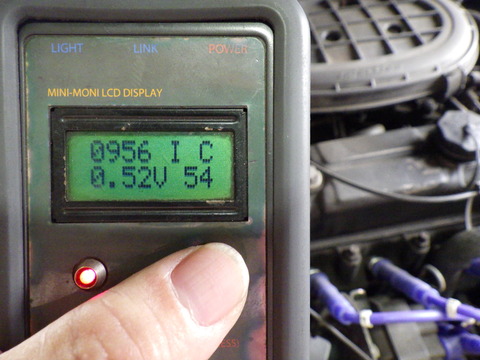 LIGHT LINK POWER
MINI-MONI LCD DISPLAY
0956 I C
0.52V 54